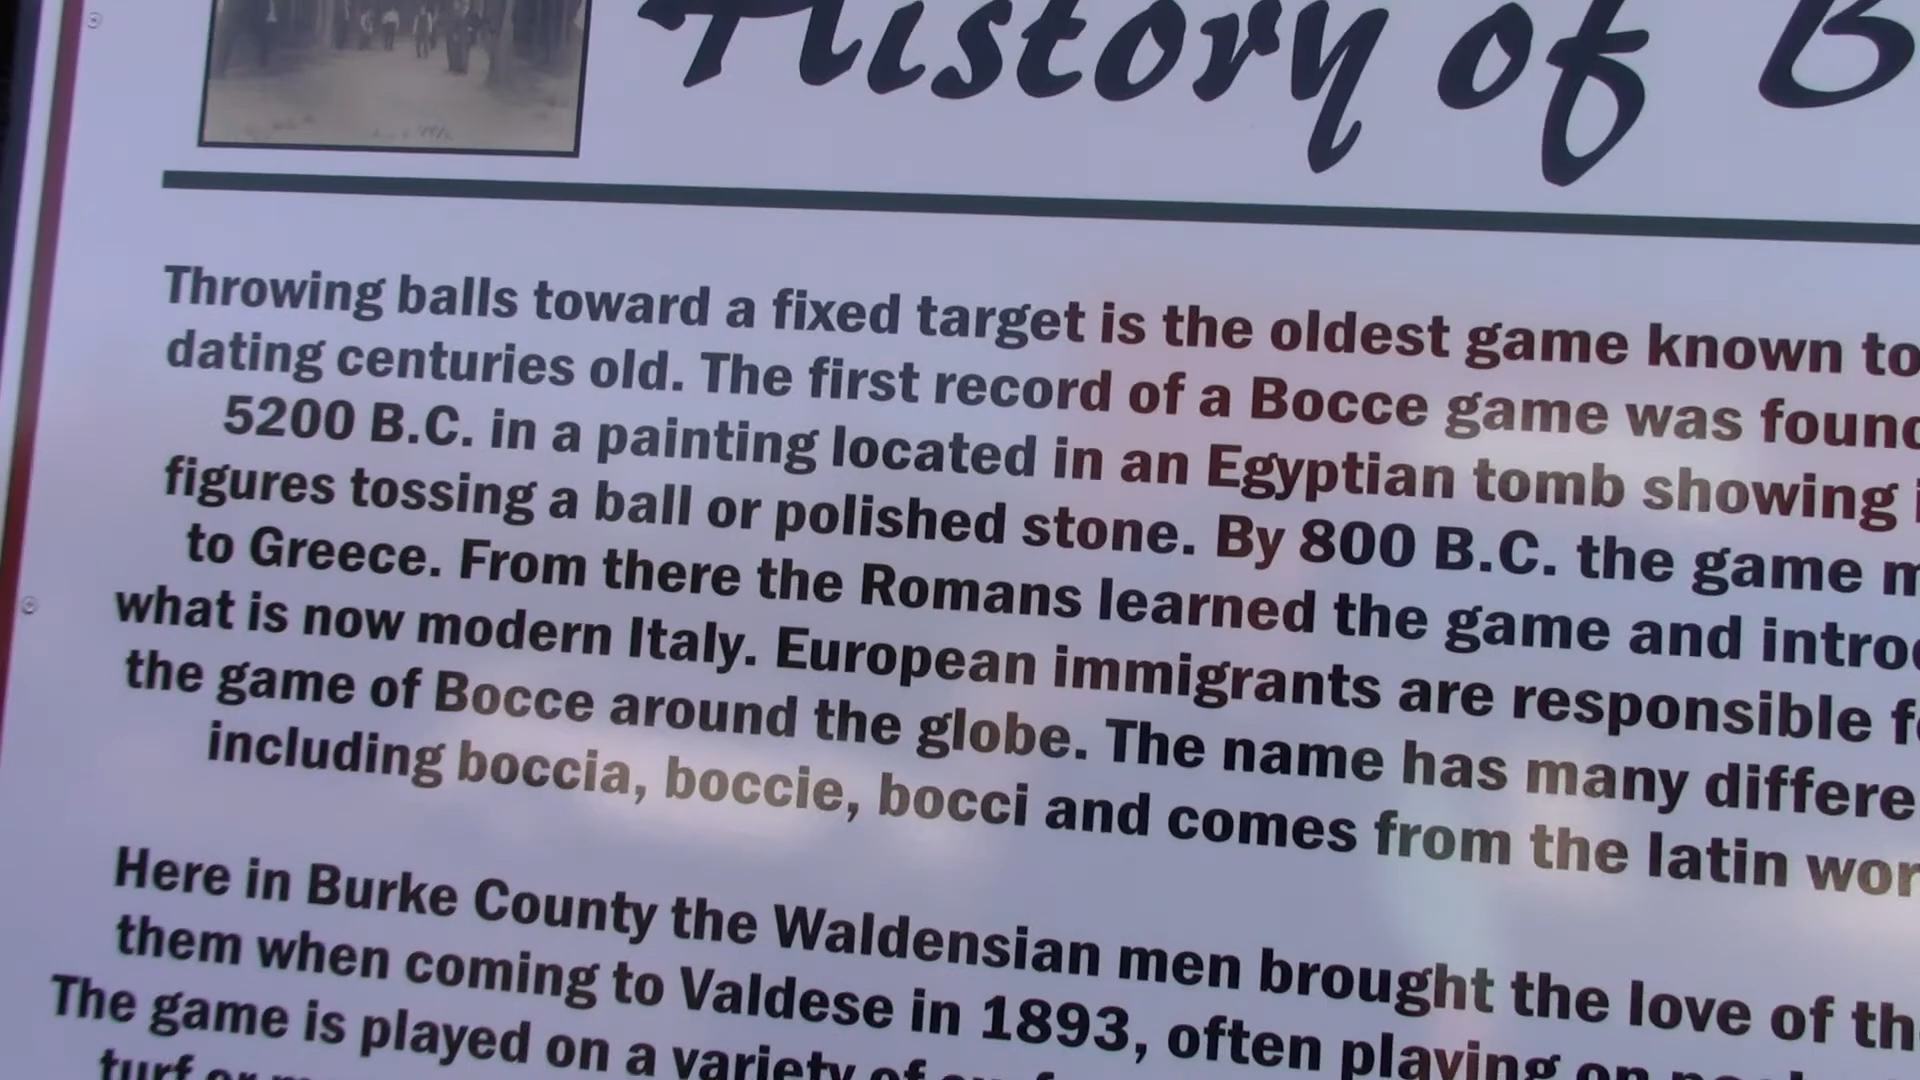 History of B
Throwing balls toward a fixed target is the oldest game known to
dating centuries old. The first record of a Bocce game was found
5200 B.C. in a painting located in an Egyptian tomb showing
figures tossing a ball or polished stone. By 800 B.C. the game m
to Greece. From there the Romans learned the game and introd
what is now modern Italy. European immigrants are responsible f
the game of Bocce around the globe. The name has many differe
including boccia, boccie, bocci and comes from the latin wor
Here in Burke County the Waldensian men brought the love of th
them when coming to Valdese in 1893, often playing on
The game is played on a variety of
turf or